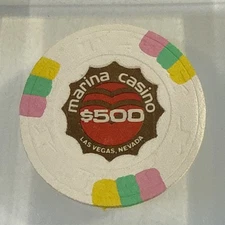 marina casino
$500
LAS VEGAS, NEVADA